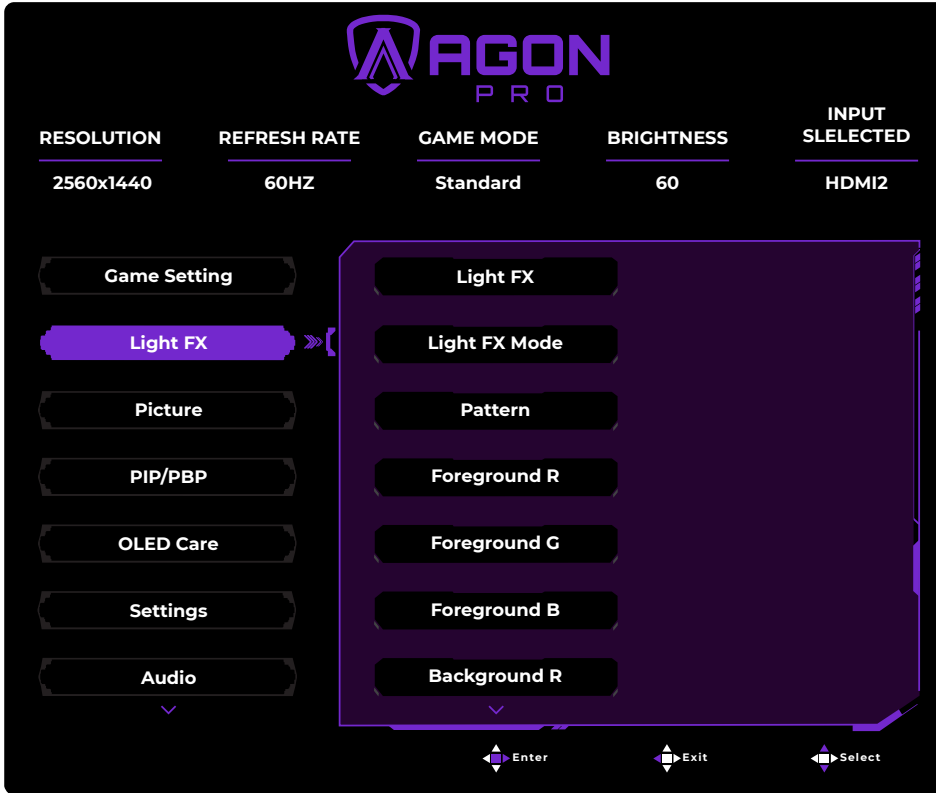 AGON
PRO
RESOLUTION
REFRESH RATE
GAME MODE
BRIGHTNESS
INPUT
SLELECTED
2560x1440
60HZ
Standard
60
HDMI2
Game Setting
Light FX
Picture
PIP/PBP
OLED Care
Settings
Audio
Light FX
Light FX Mode
Pattern
Foreground R
Foreground G
Foreground B
Background R
Enter
Exit
Select